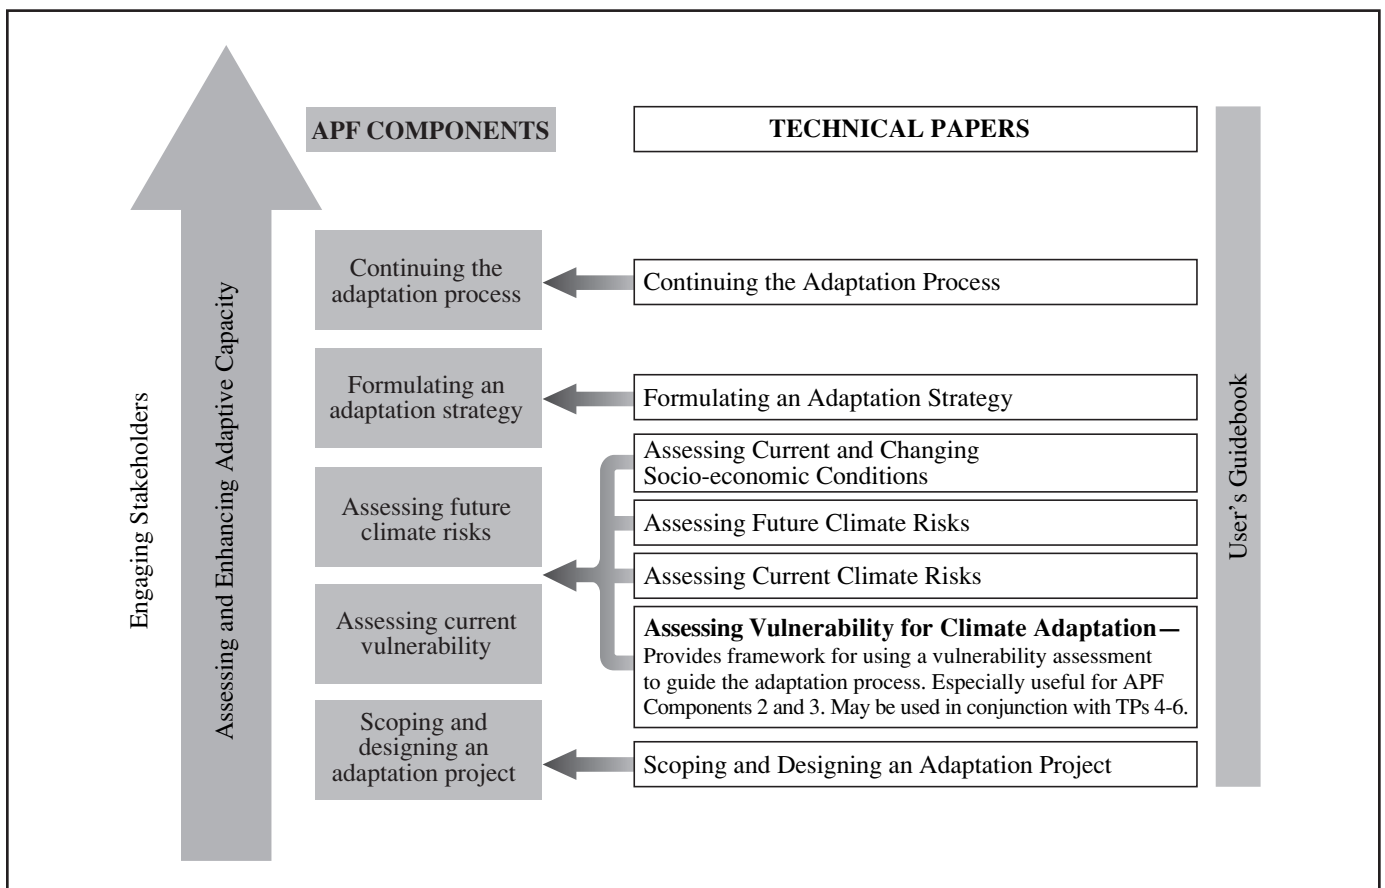 APF COMPONENTS
TECHNICAL PAPERS
Engaging Stakeholders
Assessing and Enhancing Adaptive Capacity
Continuing the
adaptation process
Continuing the Adaptation Process
Formulating an
adaptation strategy
Formulating an Adaptation Strategy
Assessing future
climate risks
Assessing current
vulnerability
Assessing Current and Changing
Socio-economic Conditions
Assessing Future Climate Risks
Assessing Current Climate Risks
Assessing Vulnerability for Climate Adaptation—
Provides framework for using a vulnerability assessment
to guide the adaptation process. Especially useful for APF
Components 2 and 3. May be used in conjunction with TPs 4-6.
Scoping and
designing an
adaptation project
Scoping and Designing an Adaptation Project
User's Guidebook